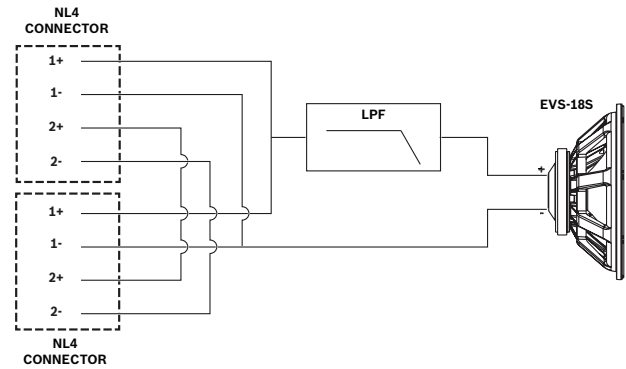 NL4
CONNECTOR
1+
1-
2+
2-
1+
1-
2+
2-
NL4
CONNECTOR
LPF
EVS-18S
+
-